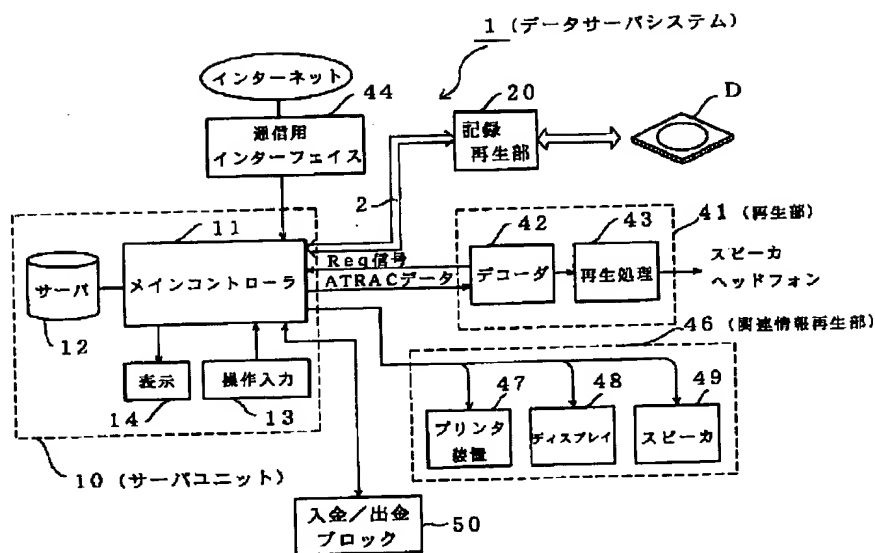 1 (データサーバシステム)
インターネット
44
通信用
インターフェイス
20
記録
再生部
D
2
11
メインコントローラ
サーバ
12
Req信号
ATRACデータ
42
デコーダ
43
再生処理
41 (再生部)
スピーカ
ヘッドフォン
表示
14
操作入力
13
46 (関連情報再生部)
47
プリンタ
装置
48
ディスプレイ
49
スピーカ
10 (サーバユニット)
入金/出金
ブロック
50